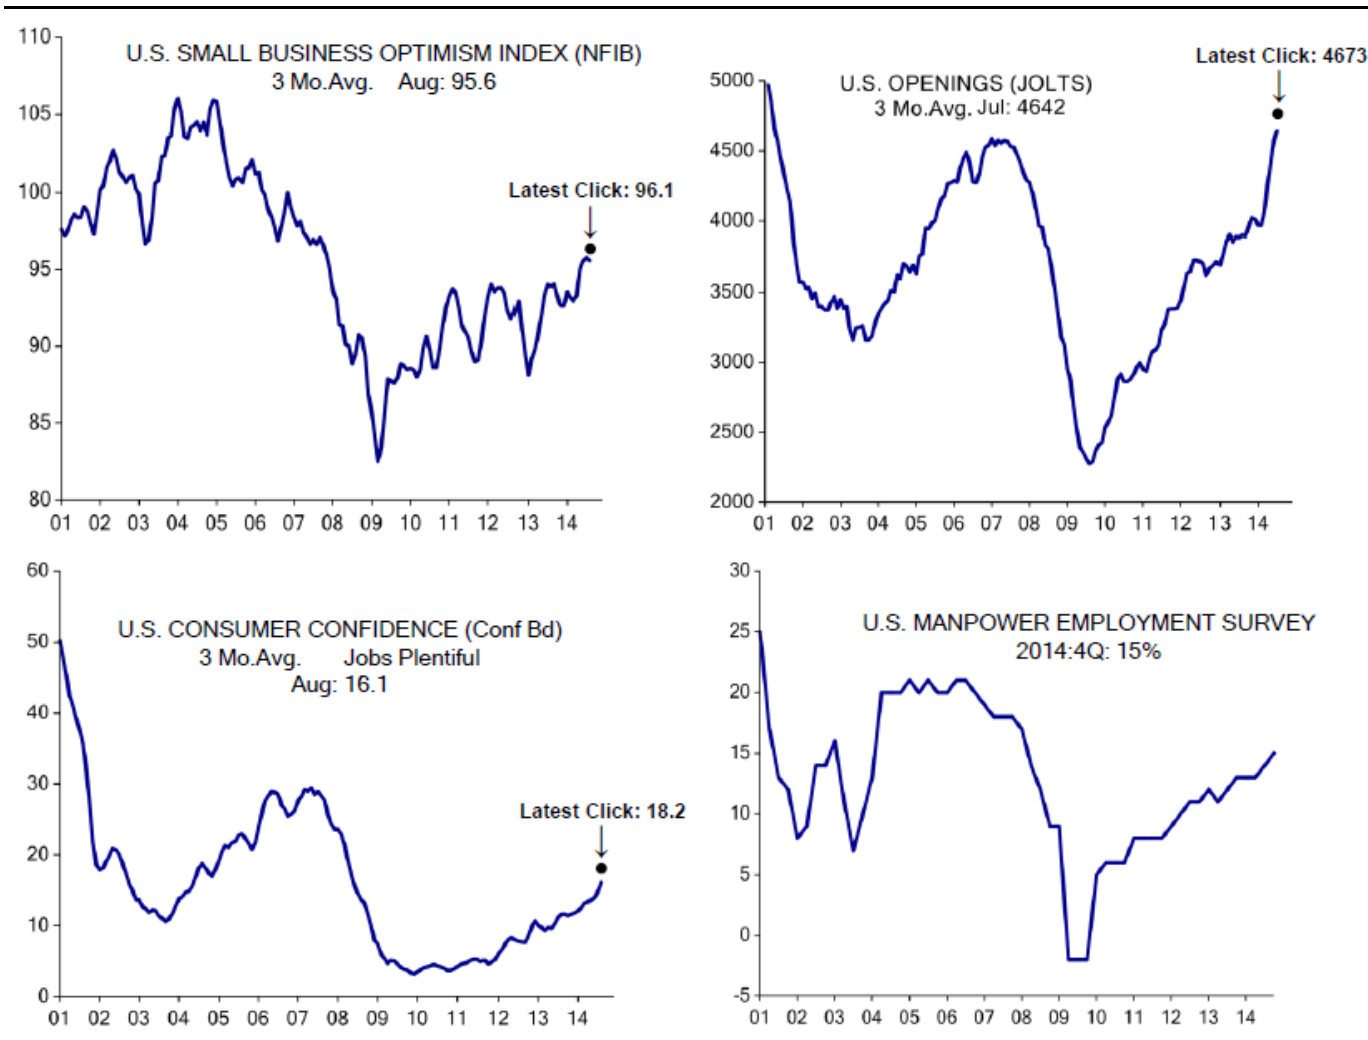 U.S. SMALL BUSINESS OPTIMISM INDEX (NFIB)
3 Mo.Avg. Aug: 95.6
Latest Click: 96.1
110
105
100
95
90
85
80
01 02 03 04 05 06 07 08 09 10 11 12 13 14
Latest Click: 4673
U.S. OPENINGS (JOLTS)
3 Mo.Avg. Jul: 4642
5000
4500
4000
3500
3000
2500
2000
01 02 03 04 05 06 07 08 09 10 11 12 13 14
U.S. CONSUMER CONFIDENCE (Conf Bd)
3 Mo.Avg. Jobs Plentiful
Aug: 16.1
Latest Click: 18.2
60
50
40
30
20
10
0
01 02 03 04 05 06 07 08 09 10 11 12 13 14
U.S. MANPOWER EMPLOYMENT SURVEY
2014:4Q: 15%
30
25
20
15
10
5
0
-5
01 02 03 04 05 06 07 08 09 10 11 12 13 14